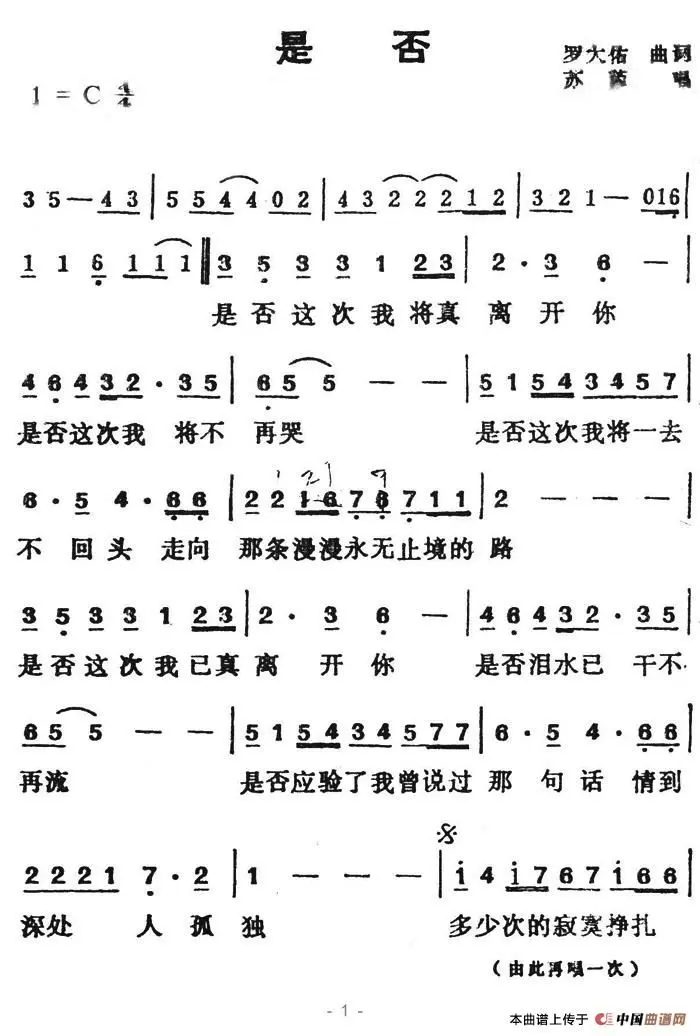 是 否
罗大佑 曲词
苏芮 唱
1 = C 4/4
3 5 — 4 3 | 5 5 4 4 0 2 | 4 3 2 2 2 1 2 | 3 2 1 — 0 1 6
1 1 6 1 1 1 1 ‖ 3 5 3 3 1 2 3 | 2 · 3 6 — |
是否这次我将真离开你
4 6 4 3 2 · 3 5 | 6 5 5 — — | 5 1 5 4 3 4 5 7 |
是否这次我 将不 再哭 是否这次我将一去
6 · 5 4 · 6 6 | 2 2 1 6 7 6 7 1 1 | 2 — — — |
不 回头 走向 那条漫漫永无止境的 路
3 5 3 3 1 2 3 | 2 · 3 6 — | 4 6 4 3 2 · 3 5 |
是否这次我已真离 开你 是否泪水已 干不
6 5 5 — — | 5 1 5 4 3 4 5 7 7 | 6 · 5 4 · 6 6 |
再流 是否应验了我曾说过 那 句话 情到
2 2 2 1 7 · 2 | 1 — — — | i 4 i 7 6 7 i 6 6 |
深处 人孤 独 多少次的寂寞挣扎
(由此再唱一次)
- 1 -
本曲谱上传于 中国曲谱网